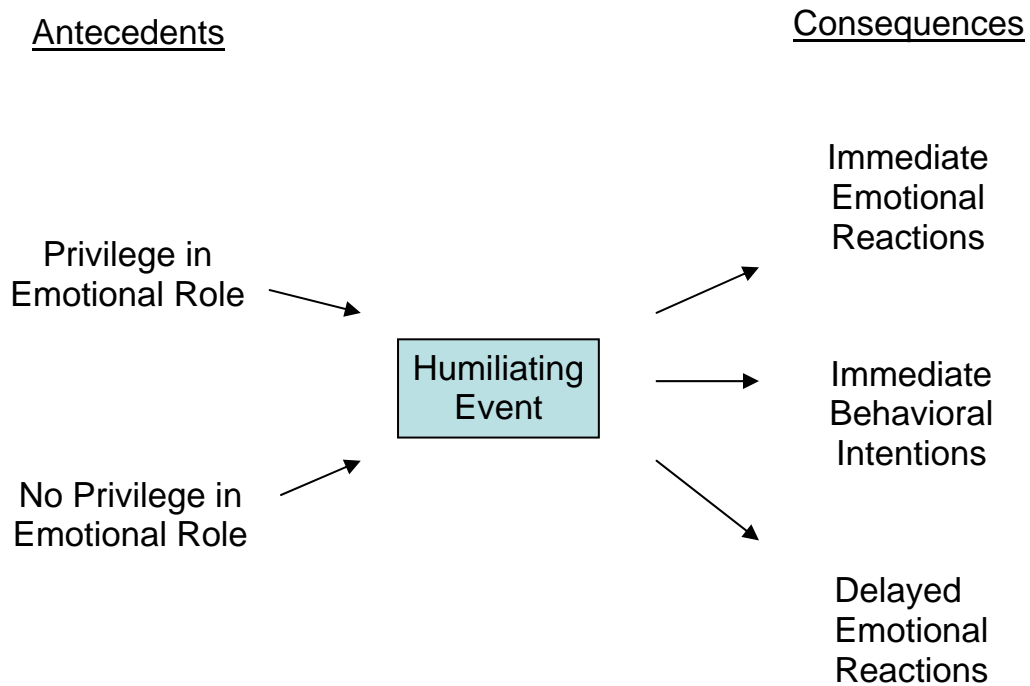 Antecedents
Privilege in
Emotional Role
No Privilege in
Emotional Role
Humiliating
Event
Consequences
Immediate
Emotional
Reactions
Immediate
Behavioral
Intentions
Delayed
Emotional
Reactions